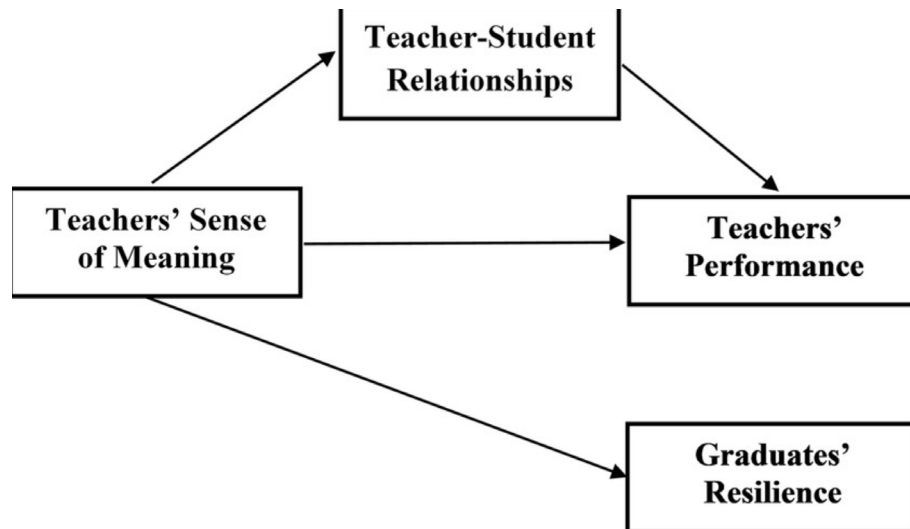 Teacher-Student
Relationships
Teachers’ Sense
of Meaning
Teachers’
Performance
Graduates’
Resilience